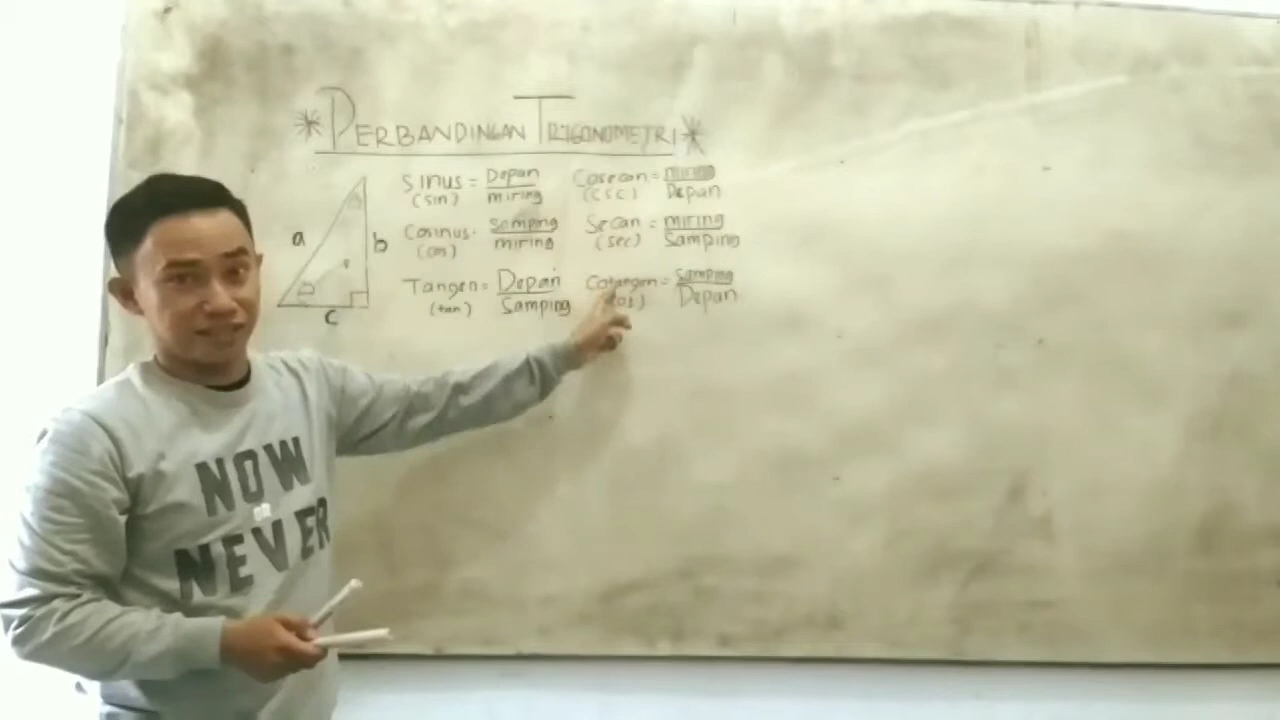 * PERBANDINGAN TRIGONOMETRI *
a
b
c
Sinus = Depan / miring
(sin)
Cosinus = Samping / miring
(cos)
Tangen = Depan / Samping
(tan)
Cosecan = miring / Depan
(csc)
Secan = miring / Samping
(sec)
Cotangen = Samping / Depan
NOW
OR
NEVER